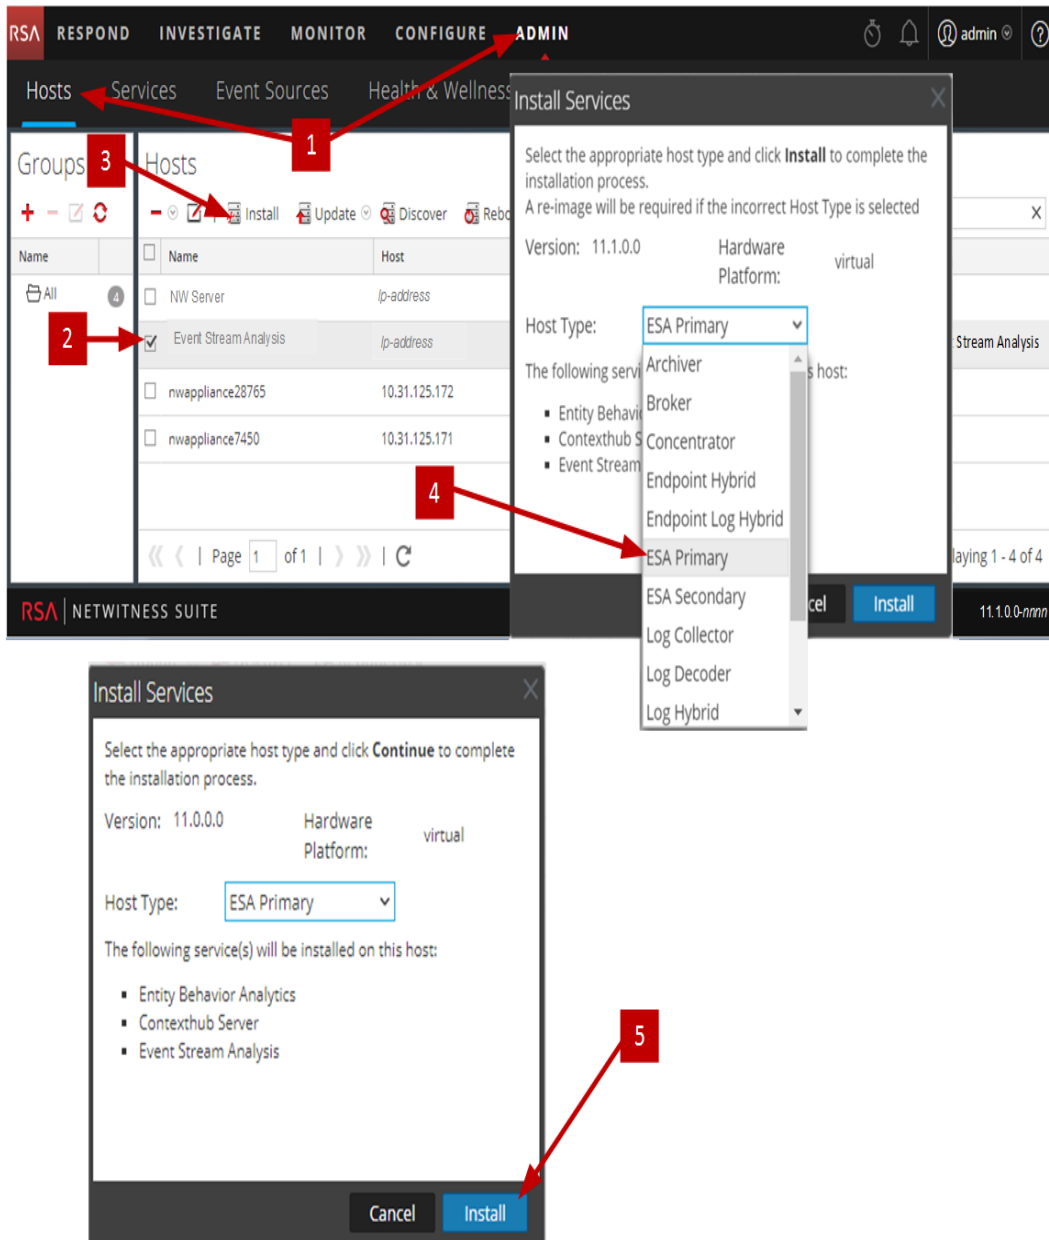 RSA RESPOND INVESTIGATE MONITOR CONFIGURE ADMIN admin ?
Hosts Services Event Sources Health & Wellness
1
Groups
3
Hosts
Install Update Discover Rebo
X
Name
Name Host
All 4
NW Server Ip-address
2
Event Stream Analysis Ip-address
Stream Analysis
nwappliance28765 10.31.125.172
nwappliance7450 10.31.125.171
Page 1 of 1
laying 1 - 4 of 4
RSA NETWITNESS SUITE
11.1.0.0-nnnn
Install Services X
Select the appropriate host type and click Install to complete the
installation process.
A re-image will be required if the incorrect Host Type is selected
Version: 11.1.0.0 Hardware
Platform: virtual
Host Type: ESA Primary
The following servi s host:
Entity Behavi
Contexthub S
Event Stream
4
Archiver
Broker
Concentrator
Endpoint Hybrid
Endpoint Log Hybrid
ESA Primary
ESA Secondary
Log Collector
Log Decoder
Log Hybrid
cel Install
Install Services X
Select the appropriate host type and click Continue to complete
the installation process.
Version: 11.0.0.0 Hardware
Platform: virtual
Host Type: ESA Primary
The following service(s) will be installed on this host:
Entity Behavior Analytics
Contexthub Server
Event Stream Analysis
5
Cancel Install